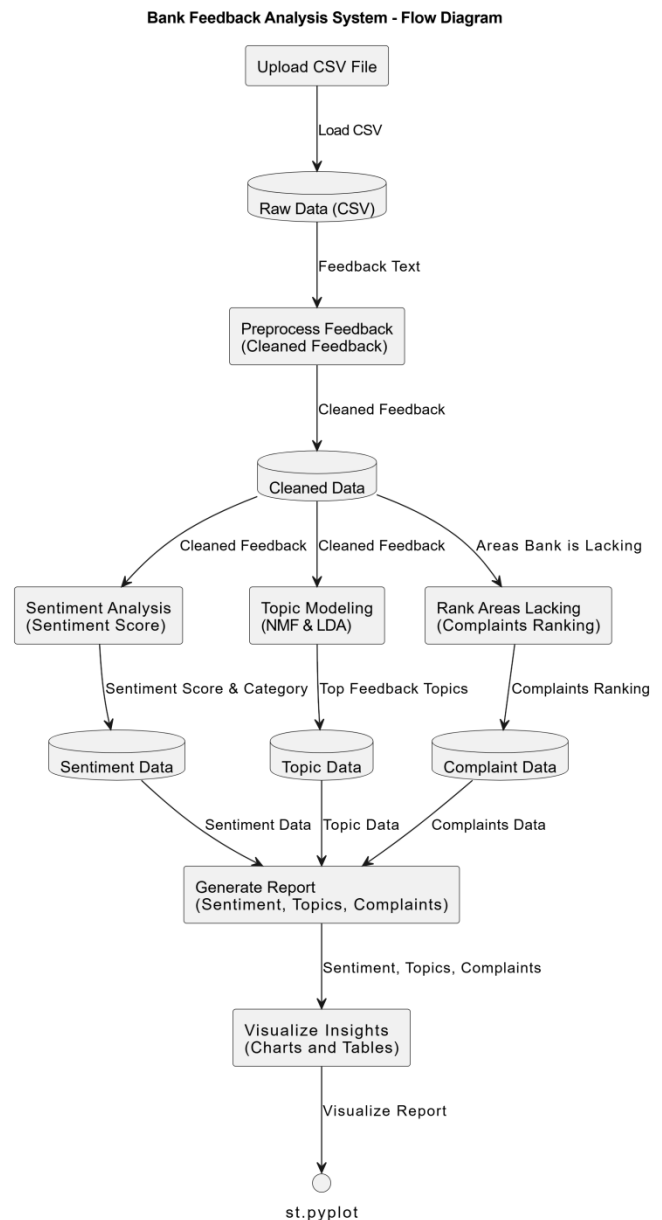 Bank Feedback Analysis System - Flow Diagram
Upload CSV File
Load CSV
Raw Data (CSV)
Feedback Text
Preprocess Feedback
(Cleaned Feedback)
Cleaned Feedback
Cleaned Data
Cleaned Feedback
Cleaned Feedback
Areas Bank is Lacking
Sentiment Analysis
(Sentiment Score)
Topic Modeling
(NMF & LDA)
Rank Areas Lacking
(Complaints Ranking)
Sentiment Score & Category
Top Feedback Topics
Complaints Ranking
Sentiment Data
Topic Data
Complaint Data
Sentiment Data
Topic Data
Complaints Data
Generate Report
(Sentiment, Topics, Complaints)
Sentiment, Topics, Complaints
Visualize Insights
(Charts and Tables)
Visualize Report
st.pyplot